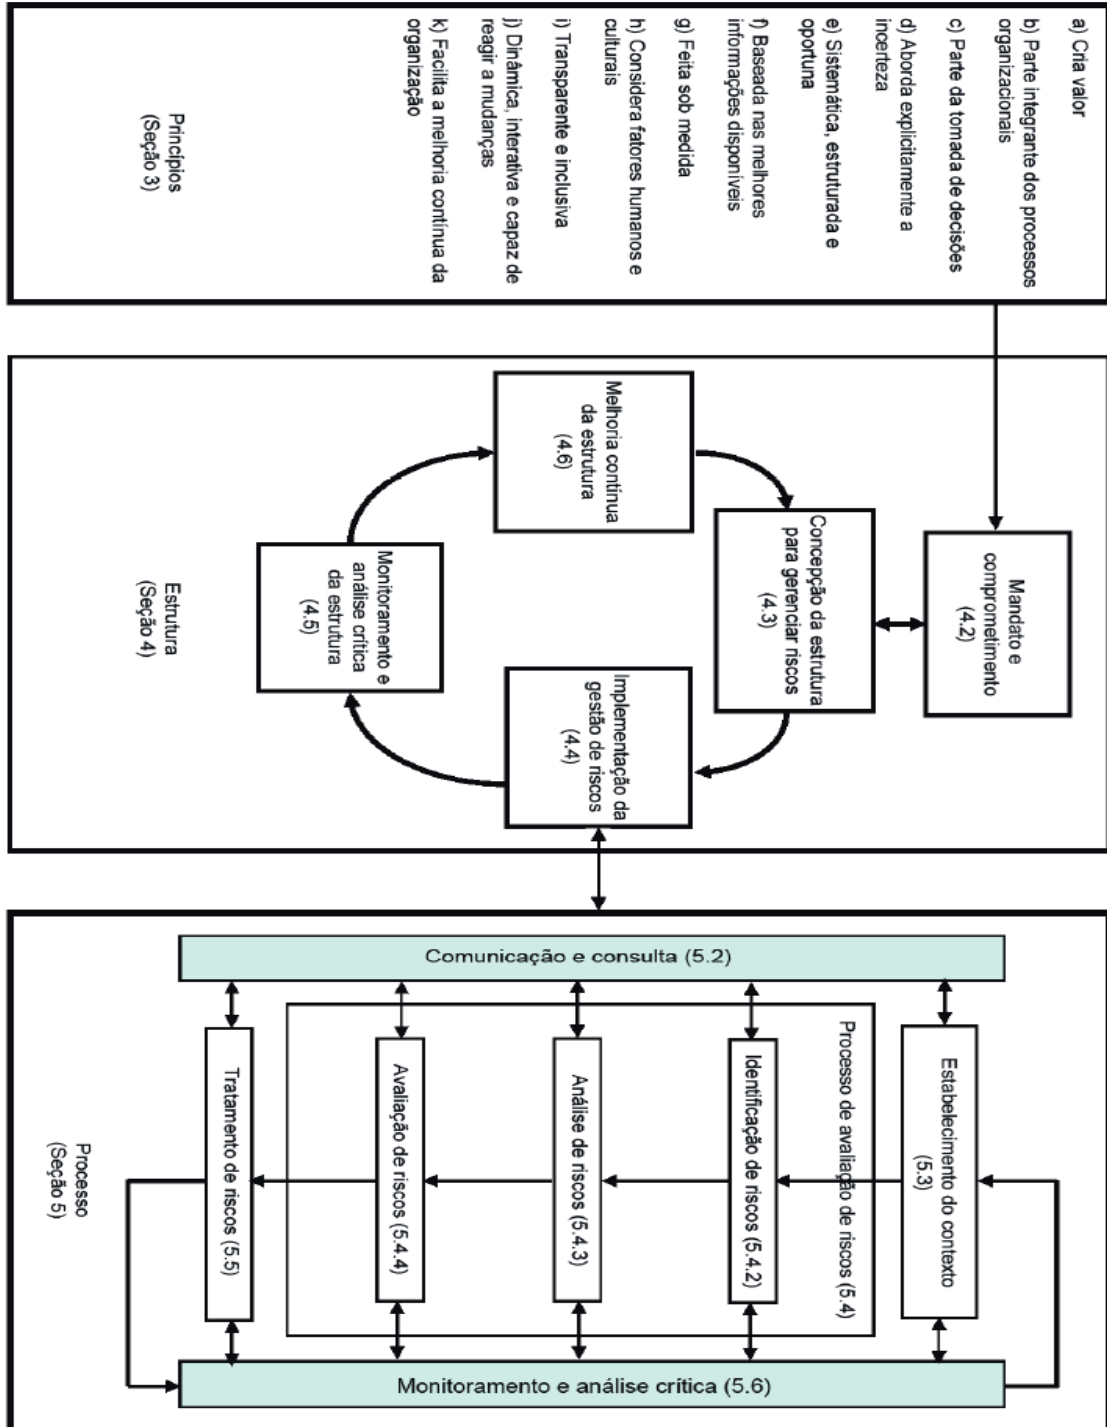 a) Cria valor
b) Parte integrante dos processos
organizacionais
c) Parte da tomada de decisões
d) Aborda explicitamente a
incerteza
e) Sistemática, estruturada e
oportuna
f) Baseada nas melhores
informações disponíveis
g) Feita sob medida
h) Considera fatores humanos e
culturais
i) Transparente e inclusiva
j) Dinâmica, interativa e capaz de
reagir a mudanças
k) Facilita a melhoria contínua da
organização
Princípios
(Seção 3)
Mandato e
comprometimento
(4.2)
Concepção da estrutura
para gerenciar riscos
(4.3)
Melhoria contínua
da estrutura
(4.6)
Implementação da
gestão de riscos
(4.4)
Monitoramento e
análise crítica
da estrutura
(4.5)
Estrutura
(Seção 4)
Comunicação e consulta (5.2)
Estabelecimento do contexto
(5.3)
Processo de avaliação de riscos (5.4)
Identificação de riscos (5.4.2)
Análise de riscos (5.4.3)
Avaliação de riscos (5.4.4)
Tratamento de riscos (5.5)
Monitoramento e análise crítica (5.6)
Processo
(Seção 5)